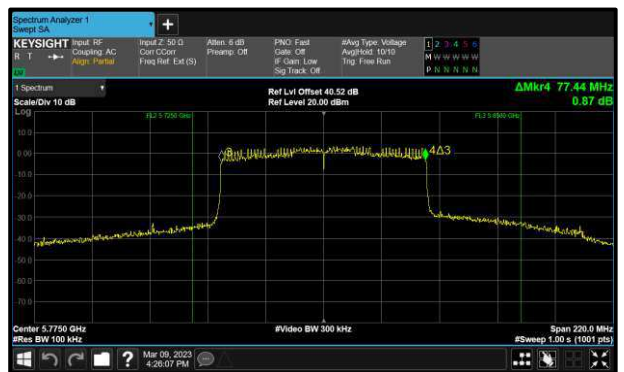 Spectrum Analyzer 1
Swept SA
+
KEYSIGHT
R T
Input: RF
Coupling: AC
Align: Partial
Input Z: 50 Ω
Corr CCorr
Freq Ref: Ext (S)
Atten: 6 dB
Preamp: Off
PNO: Fast
Gate: Off
IF Gain: Low
Sig Track: Off
#Avg Type: Voltage
Avg|Hold: 10/10
Trig: Free Run
1 2 3 4 5 6
M W W W W W
P N N N N N
1 Spectrum
Scale/Div 10 dB
Ref Lvl Offset 40.52 dB
Ref Level 20.00 dBm
ΔMkr4 77.44 MHz
0.87 dB
Log
FL2 5.7250 GHz
FL3 5.8500 GHz
10.0
0.00
3
4Δ3
-10.0
-20.0
-30.0
-40.0
-50.0
-60.0
-70.0
Center 5.7750 GHz
#Res BW 100 kHz
#Video BW 300 kHz
Span 220.0 MHz
#Sweep 1.00 s (1001 pts)
?
Mar 09, 2023
4:26:07 PM